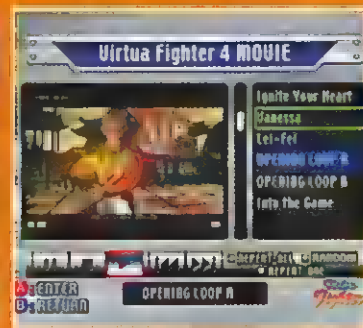 Virtua Fighter 4 MOVIE
Ignite Your Heart
Vanessa
Lei-Fei
OPENING LOOP A
OPENING LOOP B
Into the Game
REPEAT ALL RANDOM
REPEAT ONE
A:ENTER
B:RETURN
OPENING LOOP A